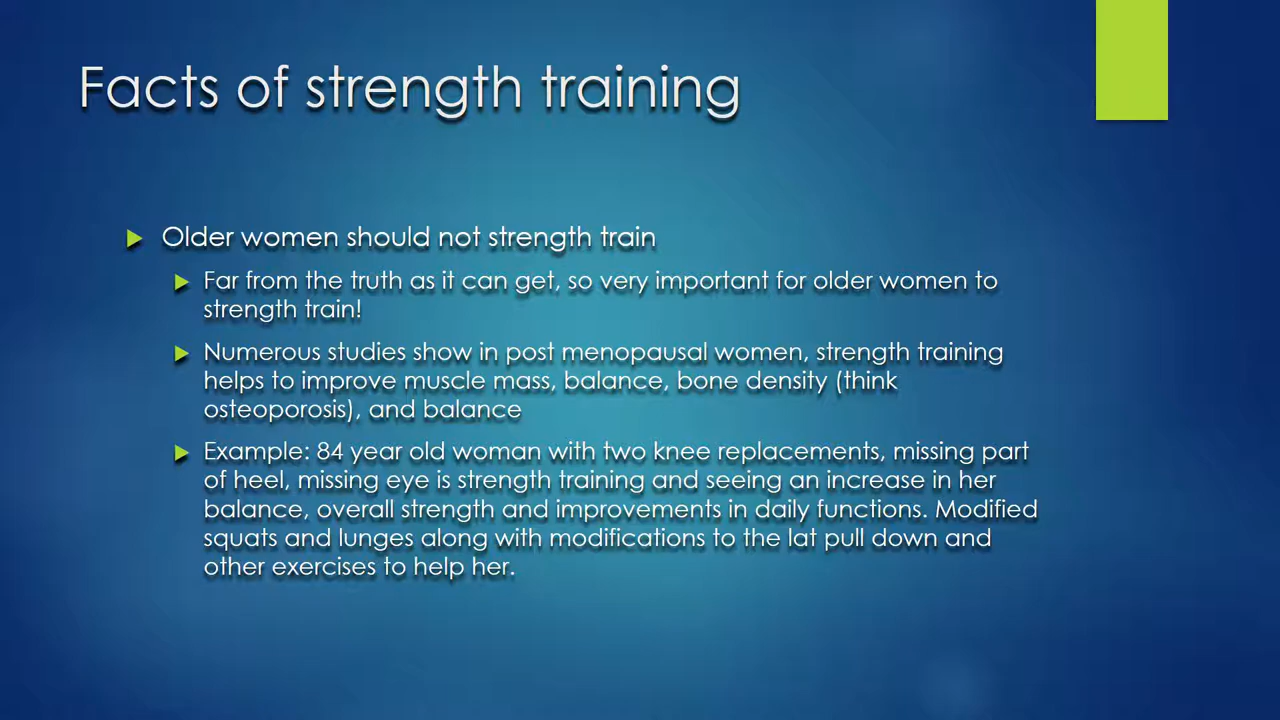 Facts of strength training
Older women should not strength train
Far from the truth as it can get, so very important for older women to
strength train!
Numerous studies show in post menopausal women, strength training
helps to improve muscle mass, balance, bone density (think
osteoporosis), and balance
Example: 84 year old woman with two knee replacements, missing part
of heel, missing eye is strength training and seeing an increase in her
balance, overall strength and improvements in daily functions. Modified
squats and lunges along with modifications to the lat pull down and
other exercises to help her.